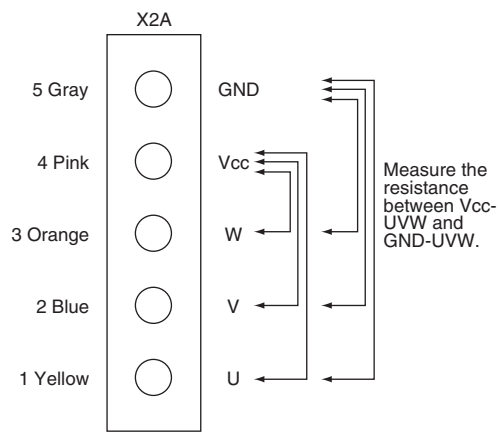 X2A
5 Gray GND
4 Pink Vcc
3 Orange W
2 Blue V
1 Yellow U
Measure the
resistance
between Vcc-
UVW and
GND-UVW.